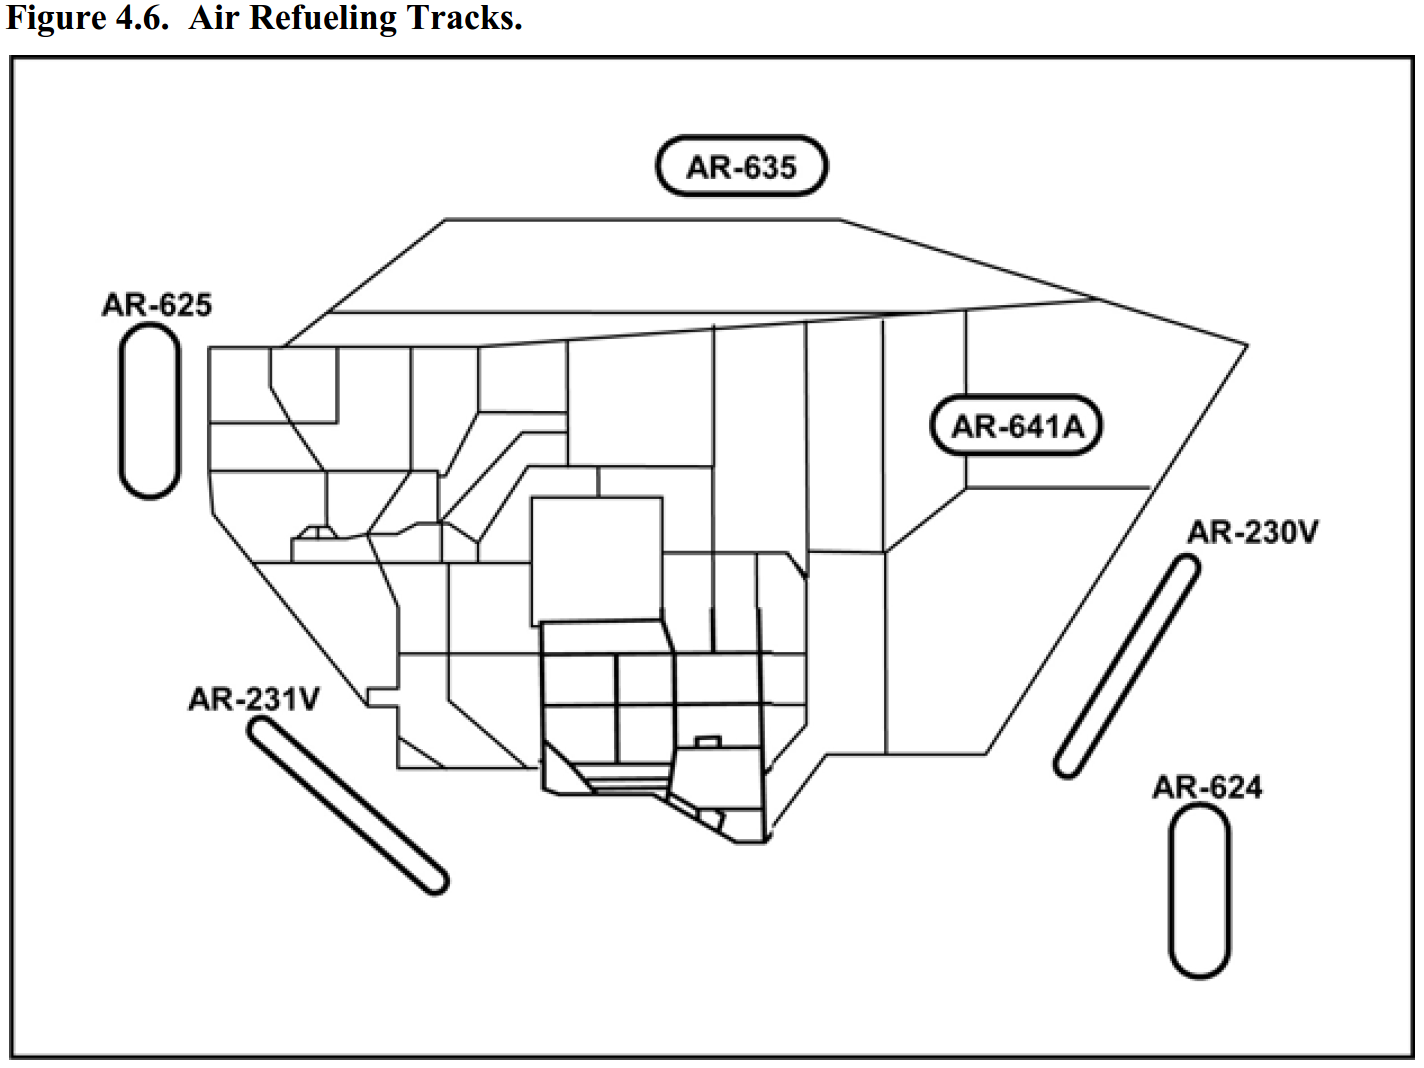 Figure 4.6.  Air Refueling Tracks.
AR-635
AR-625
AR-641A
AR-230V
AR-231V
AR-624